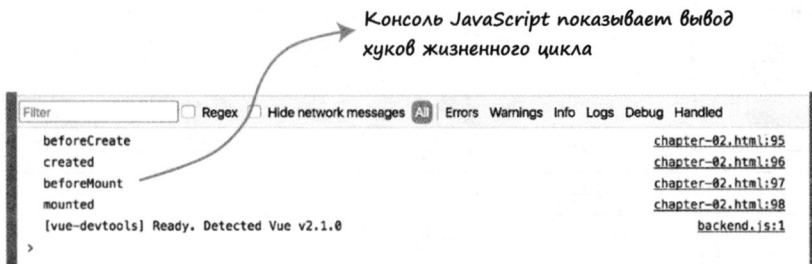 Консоль JavaScript показывает вывод
хуков жизненного цикла
Filter Regex Hide network messages All Errors Warnings Info Logs Debug Handled
beforeCreate chapter-02.html:95
created chapter-02.html:96
beforeMount chapter-02.html:97
mounted chapter-02.html:98
[vue-devtools] Ready. Detected Vue v2.1.0 backend.js:1
>